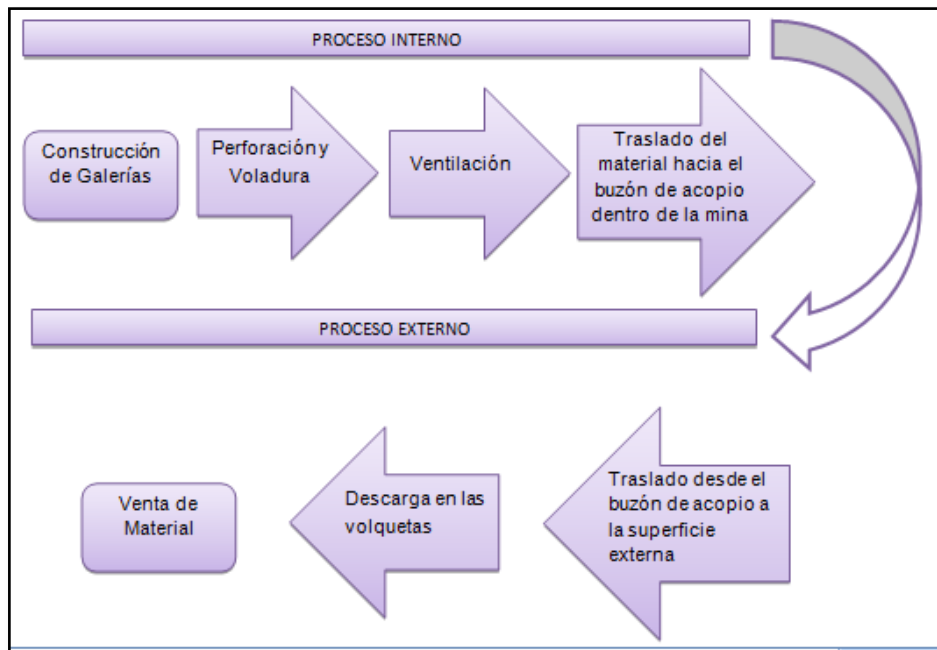 PROCESO INTERNO
Construcción
de Galerías
Perforación y
Voladura
Ventilación
Traslado del
material hacia el
buzón de acopio
dentro de la mina
PROCESO EXTERNO
Traslado desde el
buzón de acopio a
la superficie
externa
Descarga en las
volquetas
Venta de
Material